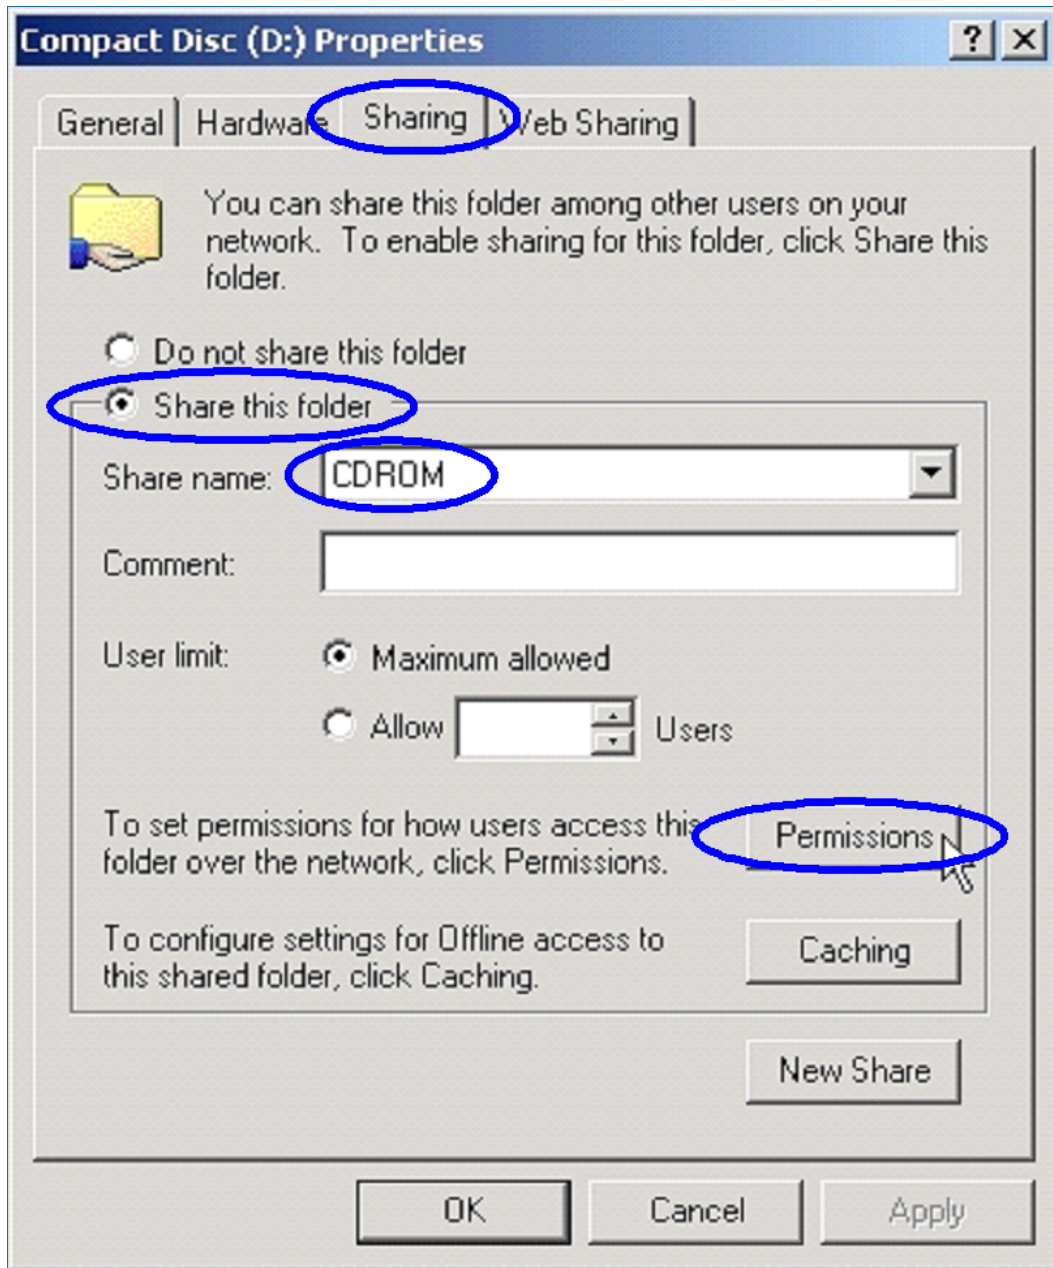 Compact Disc (D:) Properties
General
Hardware
Sharing
Web Sharing
You can share this folder among other users on your
network. To enable sharing for this folder, click Share this
folder.
Do not share this folder
Share this folder
Share name: CDROM
Comment:
User limit: Maximum allowed
Allow Users
To set permissions for how users access this
folder over the network, click Permissions.
Permissions
To configure settings for Offline access to
this shared folder, click Caching.
Caching
New Share
OK
Cancel
Apply